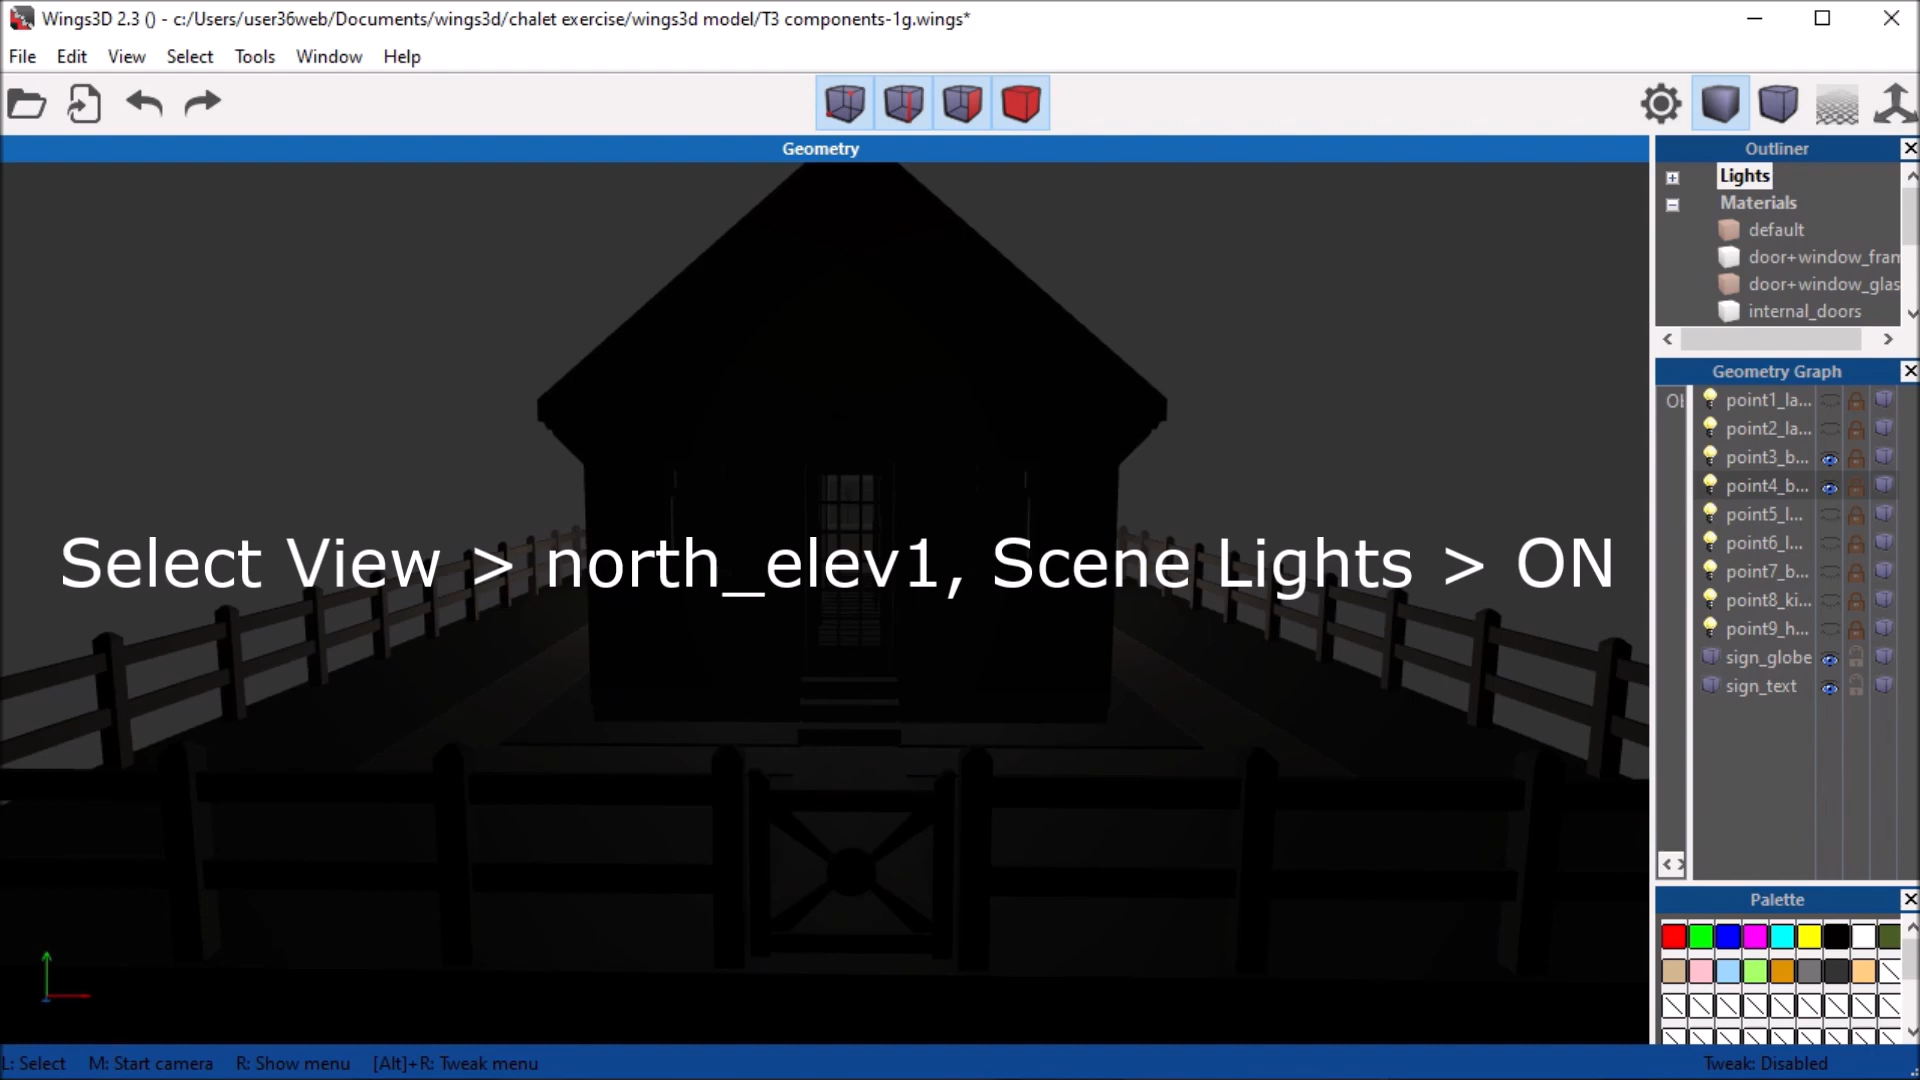 Wings3D 2.3 () - c:/Users/user36web/Documents/wings3d/chalet exercise/wings3d model/T3 components-1g.wings*
File Edit View Select Tools Window Help
Geometry
Outliner
Lights
Materials
default
door+window_fran
door+window_glas
internal_doors
Geometry Graph
point1_la...
point2_la...
point3_b...
point4_b...
point5_l...
point6_l...
point7_b...
point8_ki...
point9_h...
sign_globe
sign_text
Select View > north_elev1, Scene Lights > ON
Palette
L: Select M: Start camera R: Show menu [Alt]+R: Tweak menu
Tweak: Disabled